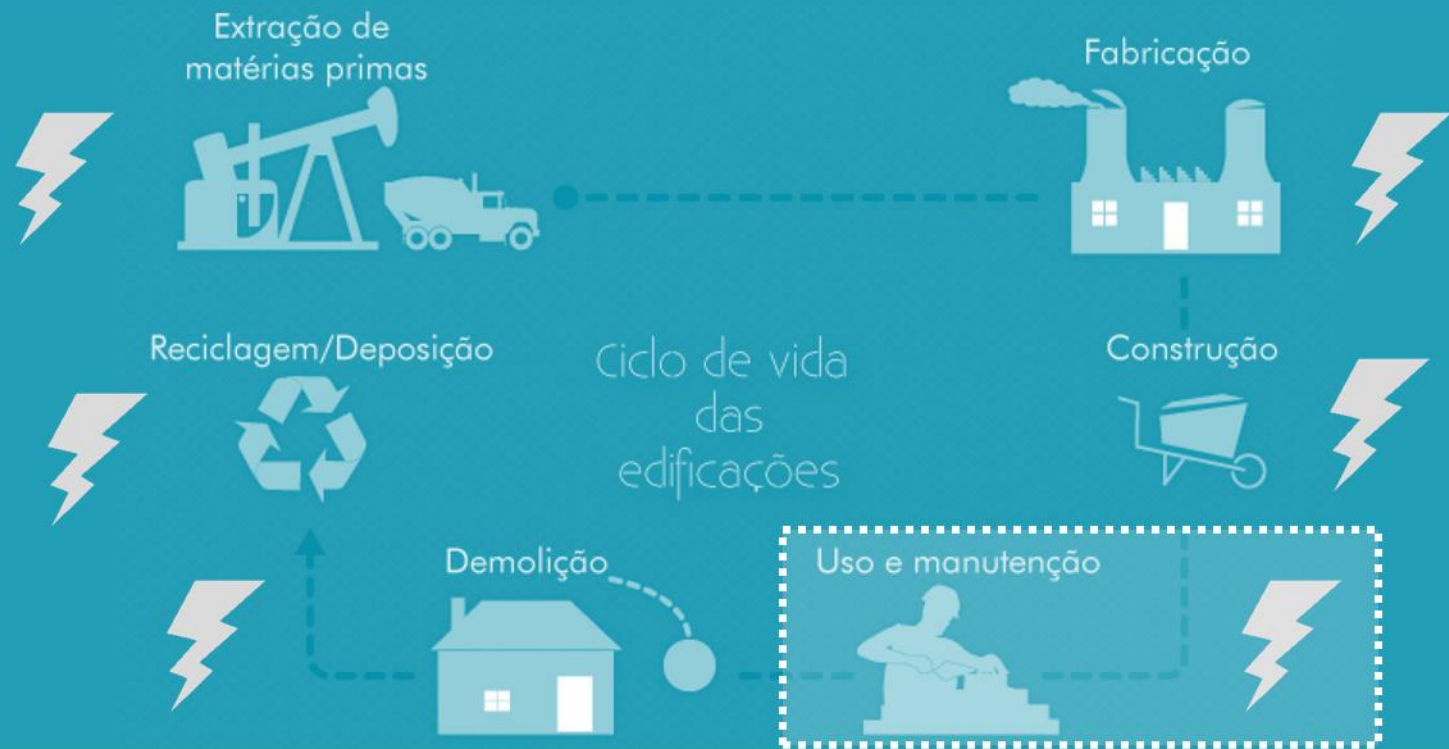 Extração de
matérias primas
Fabricação
Reciclagem/Deposição
Ciclo de vida
das
edificações
Construção
Demolição
Uso e manutenção